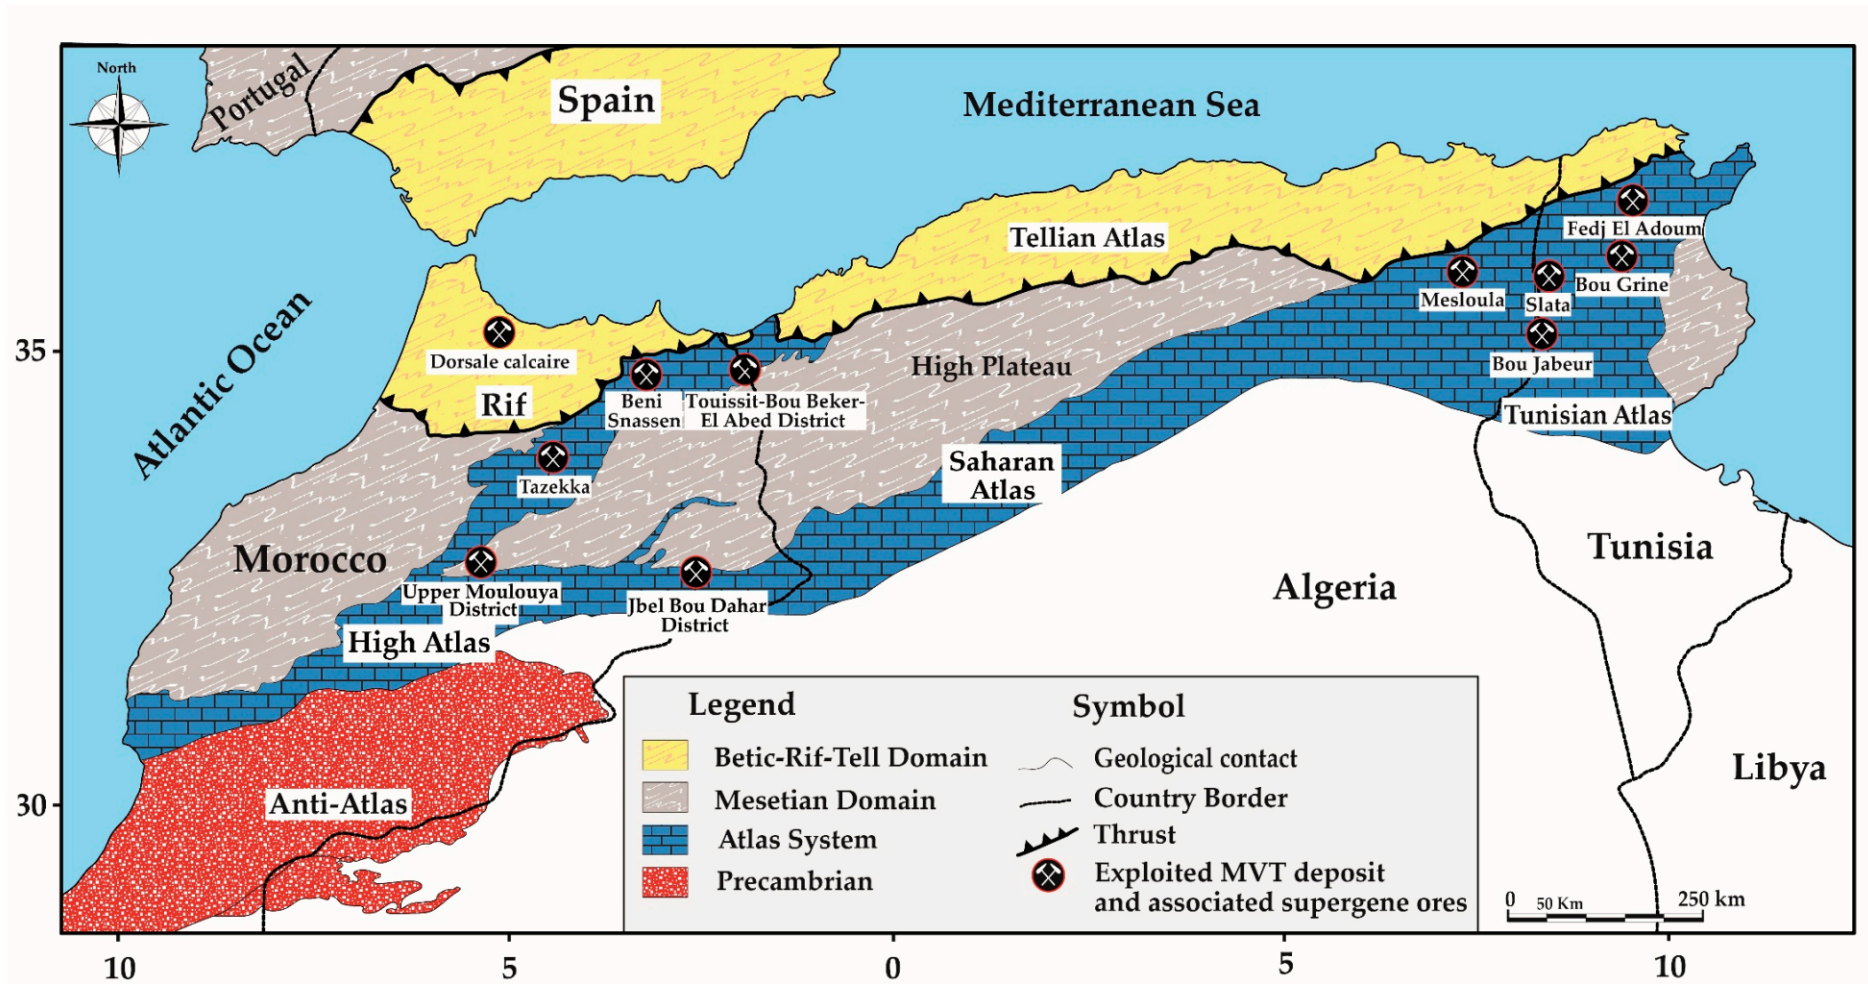 North
Portugal
Spain
Mediterranean Sea
Tellian Atlas
Fedj El Adoum
Bou Grine
Mesloula
Slata
Bou Jabeur
Atlantic Ocean
35
Dorsale calcaire
Rif
High Plateau
Beni
Snassen
Touissit-Bou Beker-
El Abed District
Tunisian Atlas
Tazekka
Saharan
Atlas
Morocco
Tunisia
Algeria
Upper Moulouya
District
Jbel Bou Dahar
District
High Atlas
Libya
30
Anti-Atlas
Legend
Betic-Rif-Tell Domain
Mesetian Domain
Atlas System
Precambrian
Symbol
Geological contact
Country Border
Thrust
Exploited MVT deposit
and associated supergene ores
0 50 Km 250 km
10 5 0 5 10